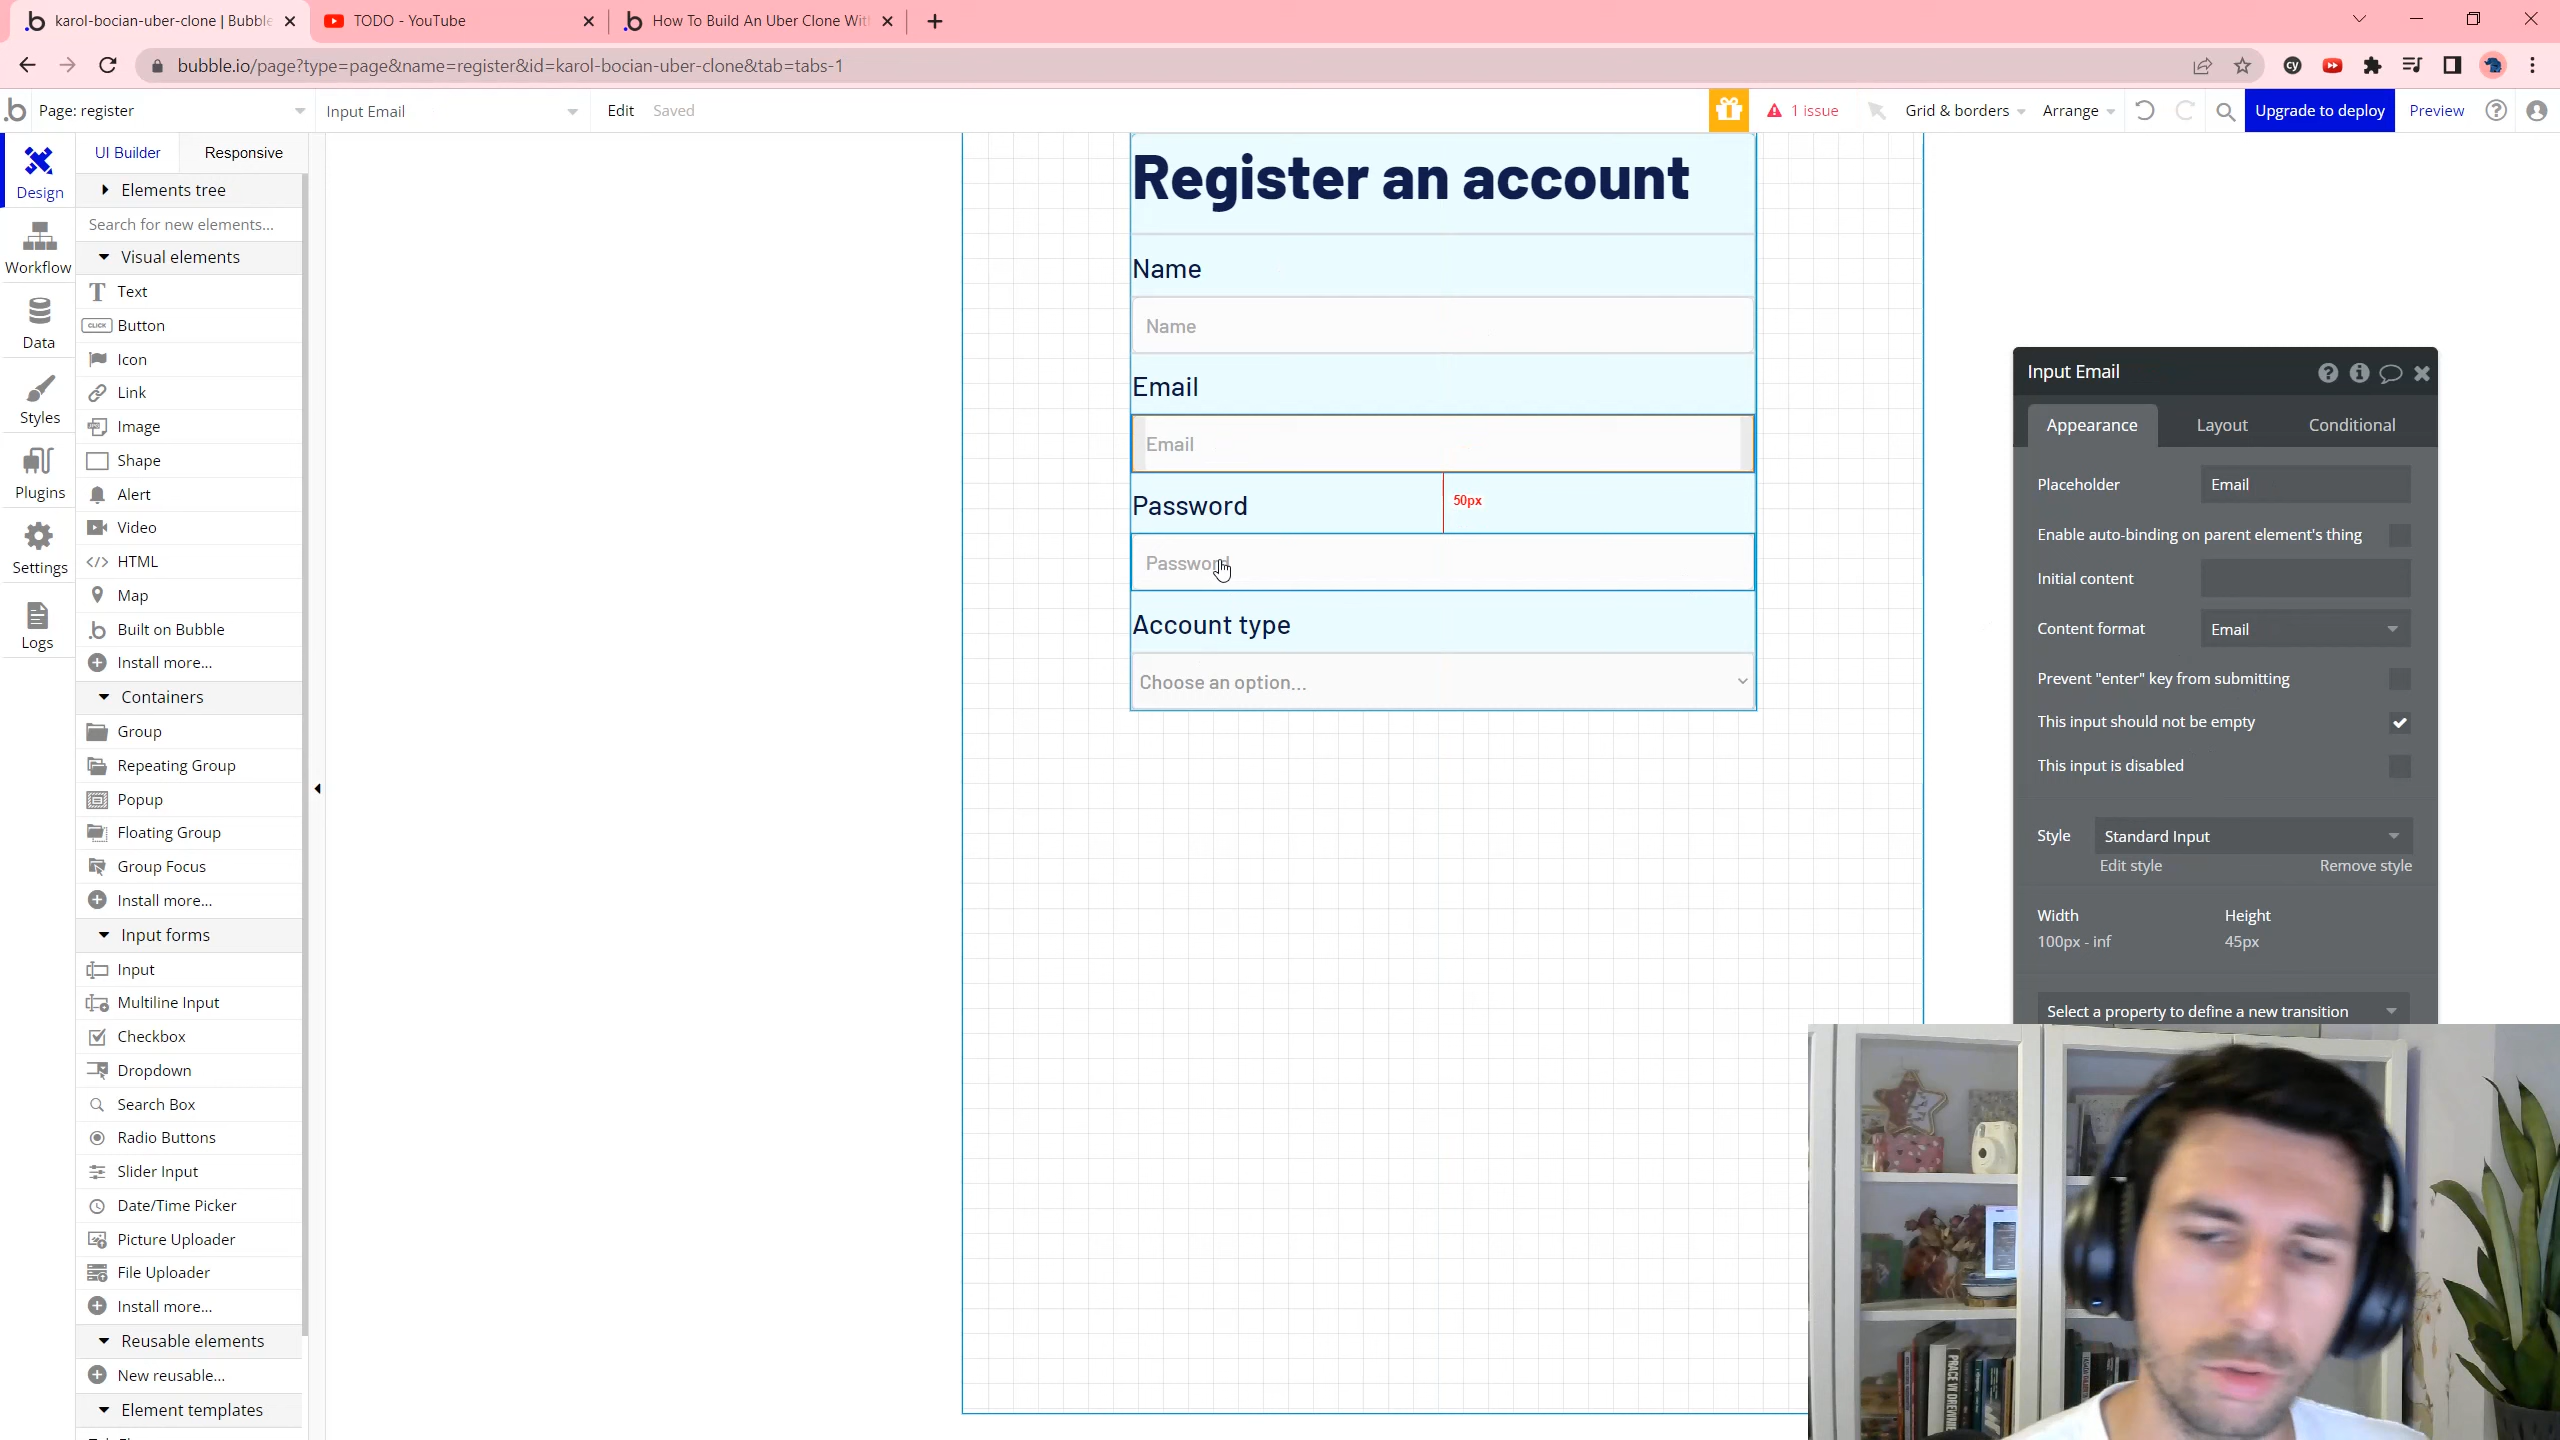 karol-bocian-uber-clone | Bubble
TODO - YouTube
How To Build An Uber Clone With
bubble.io/page?type=page&name=register&id=karol-bocian-uber-clone&tab=tabs-1
Page: register
Input Email
Edit
Saved
1 issue
Grid & borders
Arrange
Upgrade to deploy
Preview
UI Builder
Responsive
Design
Workflow
Data
Styles
Plugins
Settings
Logs
Elements tree
Search for new elements...
Visual elements
Text
CLICK
Button
Icon
Link
Image
Shape
Alert
Video
HTML
Map
Built on Bubble
Install more...
Containers
Group
Repeating Group
Popup
Floating Group
Group Focus
Install more...
Input forms
Input
Multiline Input
Checkbox
Dropdown
Search Box
Radio Buttons
Slider Input
Date/Time Picker
Picture Uploader
File Uploader
Install more...
Reusable elements
New reusable...
Element templates
Register an account
Name
Name
Email
Email
50px
Password
Password
Account type
Choose an option...
Input Email
Appearance
Layout
Conditional
Placeholder
Email
Enable auto-binding on parent element's thing
Initial content
Content format
Email
Prevent "enter" key from submitting
This input should not be empty
This input is disabled
Style
Standard Input
Edit style
Remove style
Width
Height
100px - inf
45px
Select a property to define a new transition